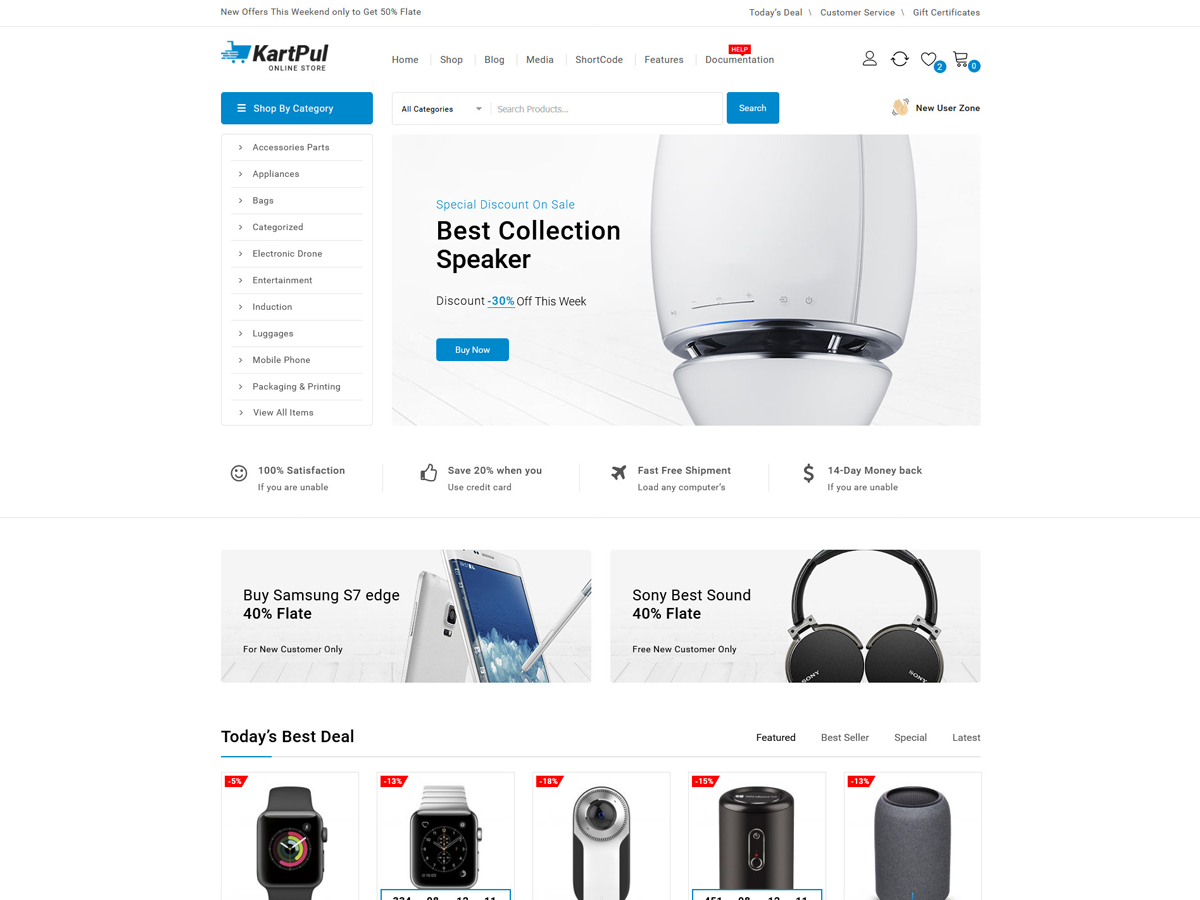 New Offers This Weekend only to Get 50% Flate
Today's Deal \ Customer Service \ Gift Certificates
KartPul
ONLINE STORE
Home Shop Blog Media ShortCode Features Documentation
HELP
2
0
Shop By Category
All Categories
Search Products...
Search
New User Zone
Accessories Parts
Appliances
Bags
Categorized
Electronic Drone
Entertainment
Induction
Luggages
Mobile Phone
Packaging & Printing
View All Items
Special Discount On Sale
Best Collection
Speaker
Discount -30% Off This Week
Buy Now
100% Satisfaction
If you are unable
Save 20% when you
Use credit card
Fast Free Shipment
Load any computer's
14-Day Money back
If you are unable
Buy Samsung S7 edge
40% Flate
For New Customer Only
Sony Best Sound
40% Flate
Free New Customer Only
SONY
SONY
Today's Best Deal
Featured Best Seller Special Latest
-5%
-13%
-18%
-15%
-13%